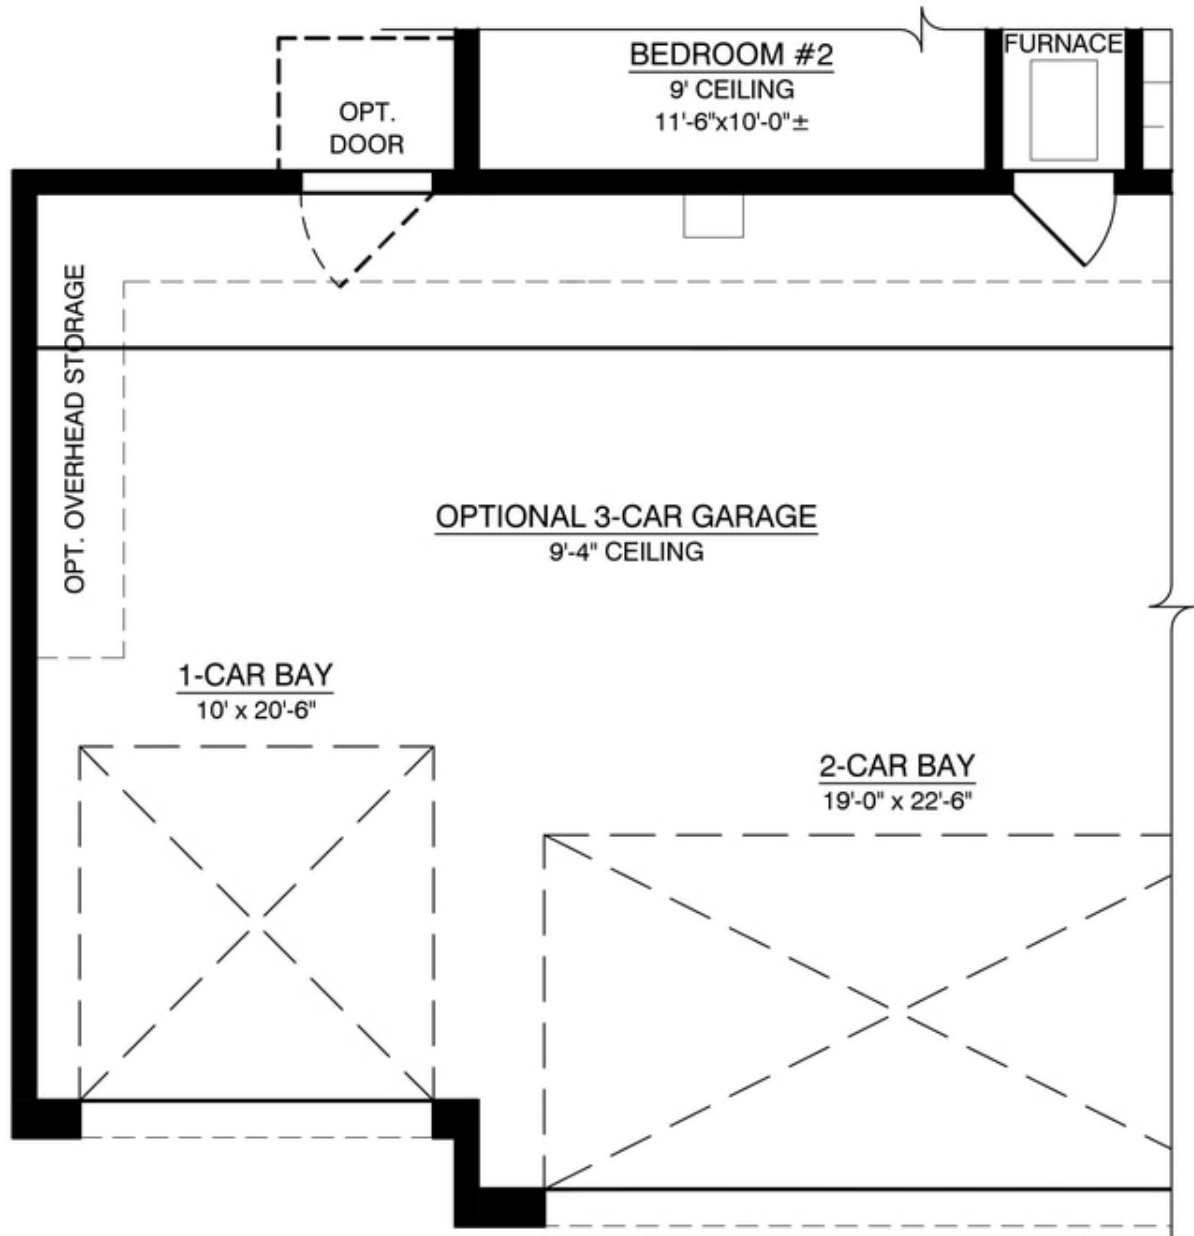 BEDROOM #2
9' CEILING
11'-6"x10'-0"±
FURNACE
OPT.
DOOR
OPT. OVERHEAD STORAGE
OPTIONAL 3-CAR GARAGE
9'-4" CEILING
1-CAR BAY
10' x 20'-6"
2-CAR BAY
19'-0" x 22'-6"